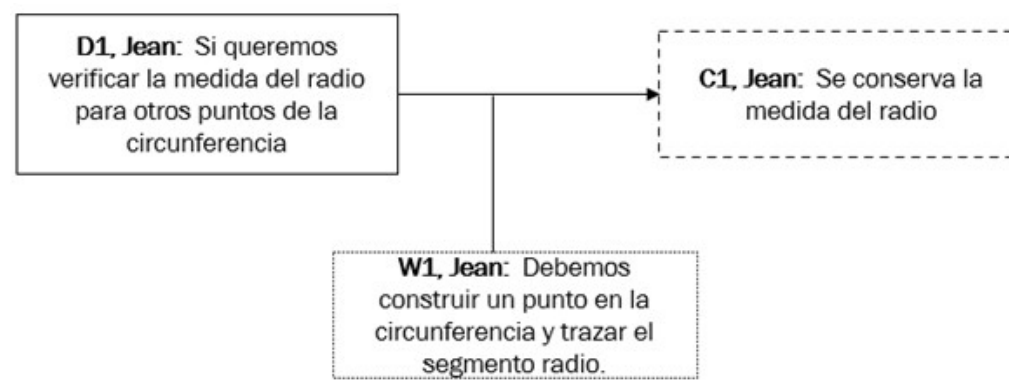 D1, Jean: Si queremos
verificar la medida del radio
para otros puntos de la
circunferencia
C1, Jean: Se conserva la
medida del radio
W1, Jean: Debemos
construir un punto en la
circunferencia y trazar el
segmento radio.